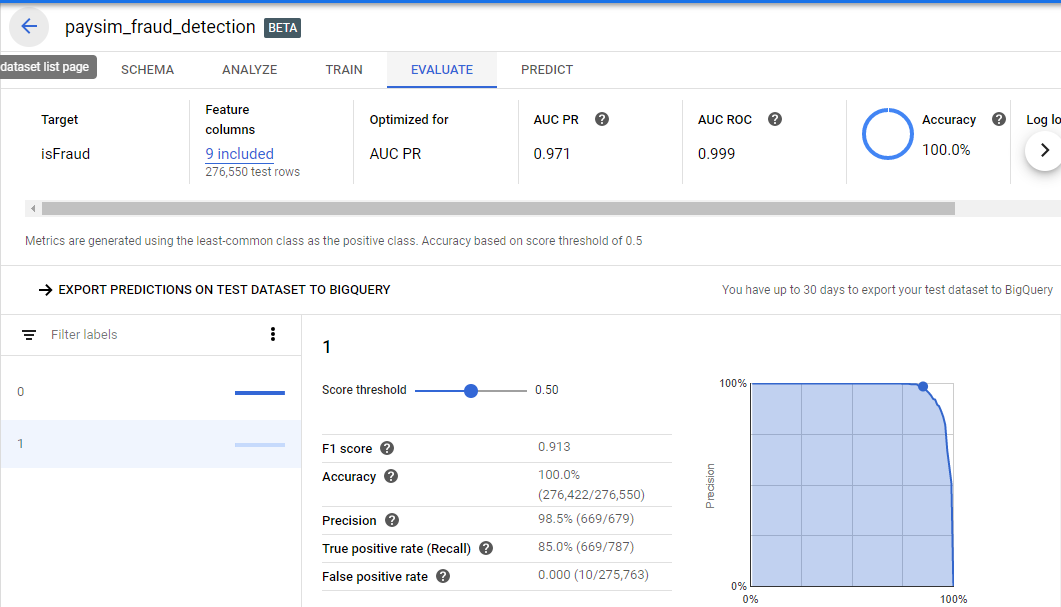 paysim_fraud_detection BETA
dataset list page
SCHEMA ANALYZE TRAIN EVALUATE PREDICT
Target
isFraud
Feature
columns
9 included
276,550 test rows
Optimized for
AUC PR
AUC PR
0.971
AUC ROC
0.999
Accuracy
100.0%
Log lo
Metrics are generated using the least-common class as the positive class. Accuracy based on score threshold of 0.5
EXPORT PREDICTIONS ON TEST DATASET TO BIGQUERY
You have up to 30 days to export your test dataset to BigQuery
Filter labels
0
1
1
Score threshold 0.50
F1 score 0.913
Accuracy 100.0%
(276,422/276,550)
Precision 98.5% (669/679)
True positive rate (Recall) 85.0% (669/787)
False positive rate 0.000 (10/275,763)
100%
Precision
0%
0% 100%